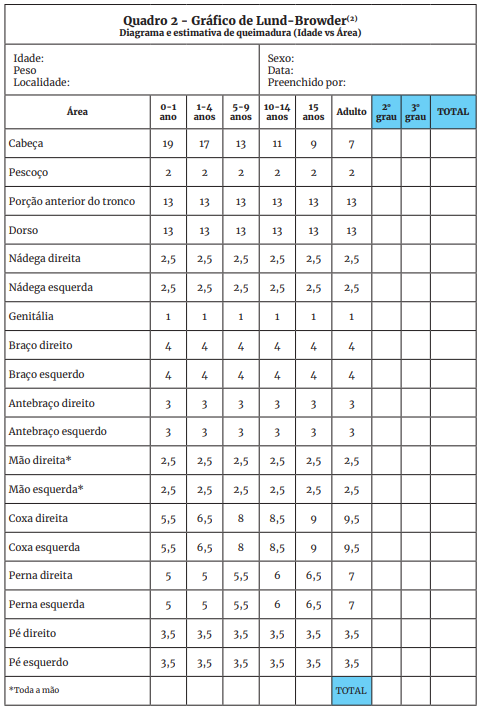 Quadro 2 - Gráfico de Lund-Browder(2)
Diagrama e estimativa de queimadura (Idade vs Área)
Idade:
Peso
Localidade:
Sexo:
Data:
Preenchido por:
Área 0-1 ano 1-4 anos 5-9 anos 10-14 anos 15 anos Adulto 2° grau 3° grau TOTAL
Cabeça 19 17 13 11 9 7
Pescoço 2 2 2 2 2 2
Porção anterior do tronco 13 13 13 13 13 13
Dorso 13 13 13 13 13 13
Nádega direita 2,5 2,5 2,5 2,5 2,5 2,5
Nádega esquerda 2,5 2,5 2,5 2,5 2,5 2,5
Genitália 1 1 1 1 1 1
Braço direito 4 4 4 4 4 4
Braço esquerdo 4 4 4 4 4 4
Antebraço direito 3 3 3 3 3 3
Antebraço esquerdo 3 3 3 3 3 3
Mão direita* 2,5 2,5 2,5 2,5 2,5 2,5
Mão esquerda* 2,5 2,5 2,5 2,5 2,5 2,5
Coxa direita 5,5 6,5 8 8,5 9 9,5
Coxa esquerda 5,5 6,5 8 8,5 9 9,5
Perna direita 5 5 5,5 6 6,5 7
Perna esquerda 5 5 5,5 6 6,5 7
Pé direito 3,5 3,5 3,5 3,5 3,5 3,5
Pé esquerdo 3,5 3,5 3,5 3,5 3,5 3,5
*Toda a mão TOTAL